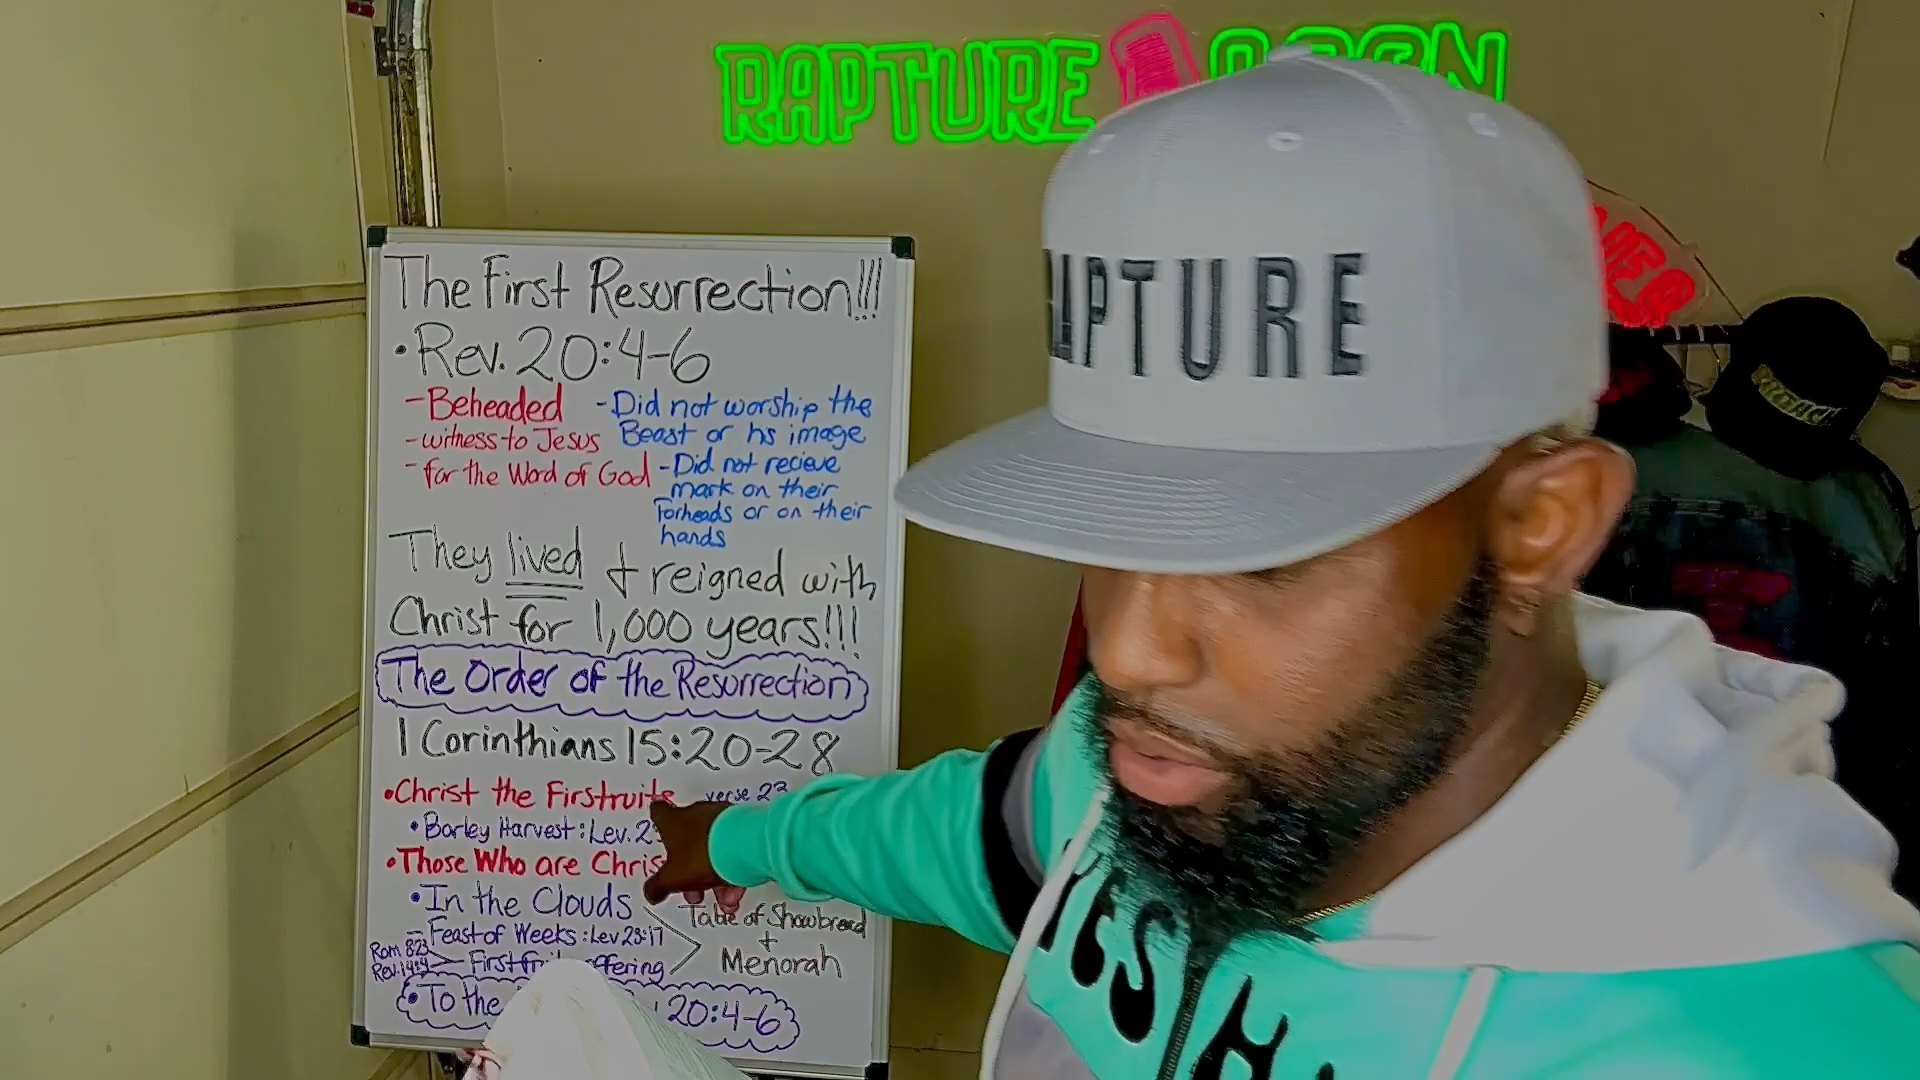 RAPTURE
RAPTURE
The First Resurrection!!!
•Rev. 20:4-6
-Beheaded
-witness to Jesus
-for the Word of God
-Did not worship the
Beast or hs image
-Did not recieve
mark on their
Forheads or on their
hands
They lived + reigned with
Christ for 1,000 years!!!
The Order of the Resurrection
1 Corinthians 15:20-28
•Christ the Firstruits verse 23
•Barley Harvest: Lev.
•Those Who are
•In the Clouds
-Feast of Weeks: Lev 23:17
Rom 8:23
Rev. 14:4
Table of Showbread
+
Menorah
•To the 20:4-6